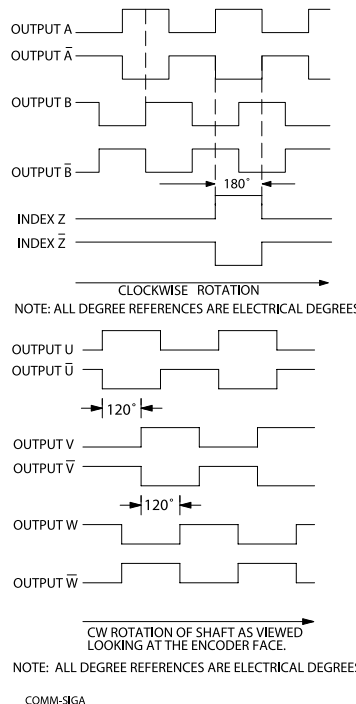 OUTPUT A
OUTPUT A̅
OUTPUT B
OUTPUT B̅
180°
INDEX Z
INDEX Z̅
CLOCKWISE ROTATION
NOTE: ALL DEGREE REFERENCES ARE ELECTRICAL DEGREES
OUTPUT U
OUTPUT U̅
120°
OUTPUT V
OUTPUT V̅
120°
OUTPUT W
OUTPUT W̅
CW ROTATION OF SHAFT AS VIEWED
LOOKING AT THE ENCODER FACE.
NOTE: ALL DEGREE REFERENCES ARE ELECTRICAL DEGREES
COMM-SIGA